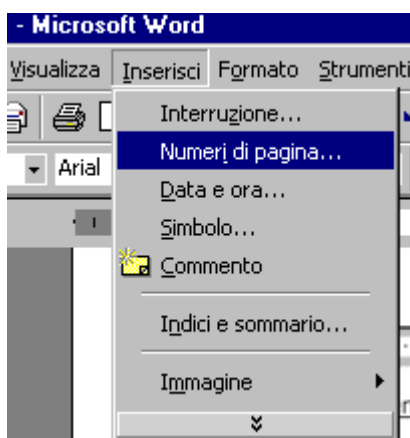 - Microsoft Word
Visualizza Inserisci Formato Strumenti
Interruzione...
Numeri di pagina...
Arial
Data e ora...
Simbolo...
Commento
Indici e sommario...
Immagine